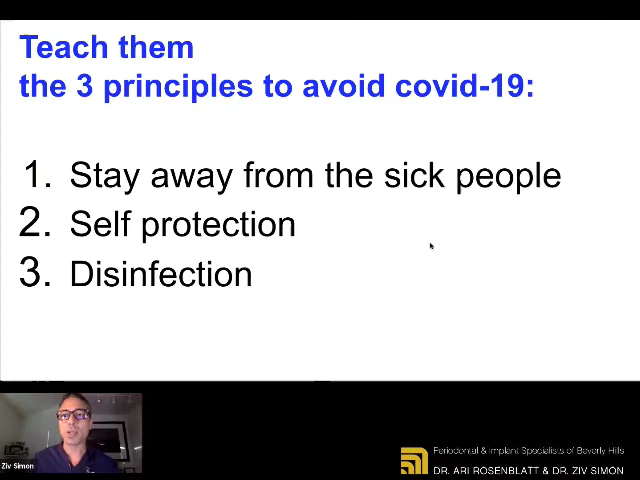 Teach them
the 3 principles to avoid covid-19:
1. Stay away from the sick people
2. Self protection
3. Disinfection
Ziv Simon
Periodontal & Implant Specialists of Beverly Hills
DR. ARI ROSENBLATT & DR. ZIV SIMON